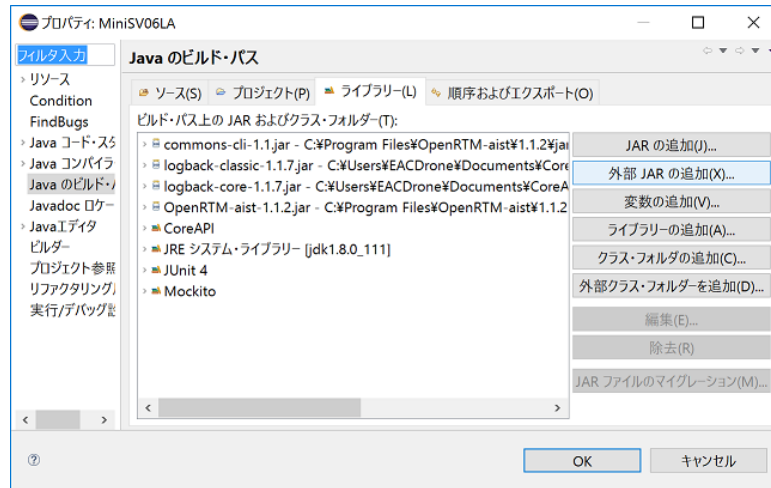 プロパティ: MiniSV06LA
フィルタ入力
リソース
Condition
FindBugs
Java コード・スタ
Java コンパイラ
Java のビルド・パ
Javadoc ロケー
Javaエディタ
ビルダー
プロジェクト参照
リファクタリング
実行/デバッグ設
Java のビルド・パス
ソース(S) プロジェクト(P) ライブラリー(L) 順序およびエクスポート(O)
ビルド・パス上の JAR およびクラス・フォルダー(T):
commons-cli-1.1.jar - C:¥Program Files¥OpenRTM-aist¥1.1.2¥jar
logback-classic-1.1.7.jar - C:¥Users¥EACDrone¥Documents¥Core
logback-core-1.1.7.jar - C:¥Users¥EACDrone¥Documents¥CoreA
OpenRTM-aist-1.1.2.jar - C:¥Program Files¥OpenRTM-aist¥1.1.2
CoreAPI
JRE システム・ライブラリー [jdk1.8.0_111]
JUnit 4
Mockito
JAR の追加(J)...
外部 JAR の追加(X)...
変数の追加(V)...
ライブラリーの追加(A)...
クラス・フォルダの追加(C)...
外部クラス・フォルダーを追加(D)...
編集(E)...
除去(R)
JAR ファイルのマイグレーション(M)...
OK
キャンセル